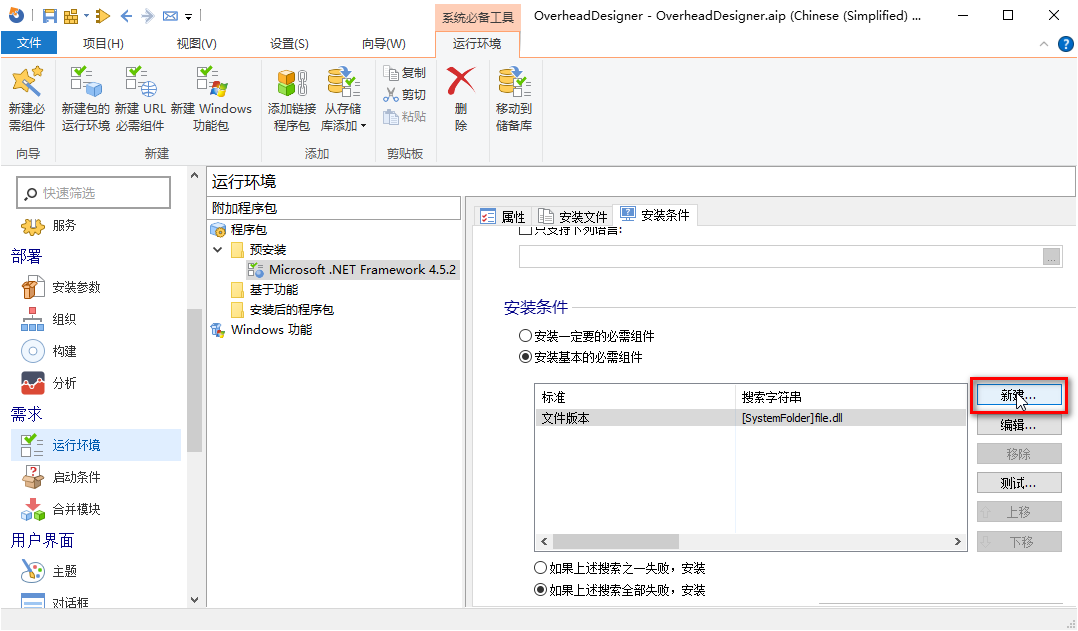 系统必备工具
OverheadDesigner - OverheadDesigner.aip (Chinese (Simplified) ...
文件
项目(H)
视图(V)
设置(S)
向导(W)
运行环境
新建必
需组件
新建包的
运行环境
新建 URL
必需组件
新建 Windows
功能包
添加链接
程序包
从存储
库添加
复制
剪切
粘贴
删
除
移动到
储备库
向导
新建
添加
剪贴板
快速筛选
服务
部署
安装参数
组织
构建
分析
需求
运行环境
启动条件
合并模块
用户界面
主题
对话框
运行环境
附加程序包
程序包
预安装
Microsoft .NET Framework 4.5.2
基于功能
安装后的程序包
Windows 功能
属性
安装文件
安装条件
只支持下列语言:
...
安装条件
安装一定要的必需组件
安装基本的必需组件
标准
搜索字符串
文件版本
[SystemFolder]file.dll
新建...
编辑...
移除
测试...
上移
下移
如果上述搜索之一失败，安装
如果上述搜索全部失败，安装